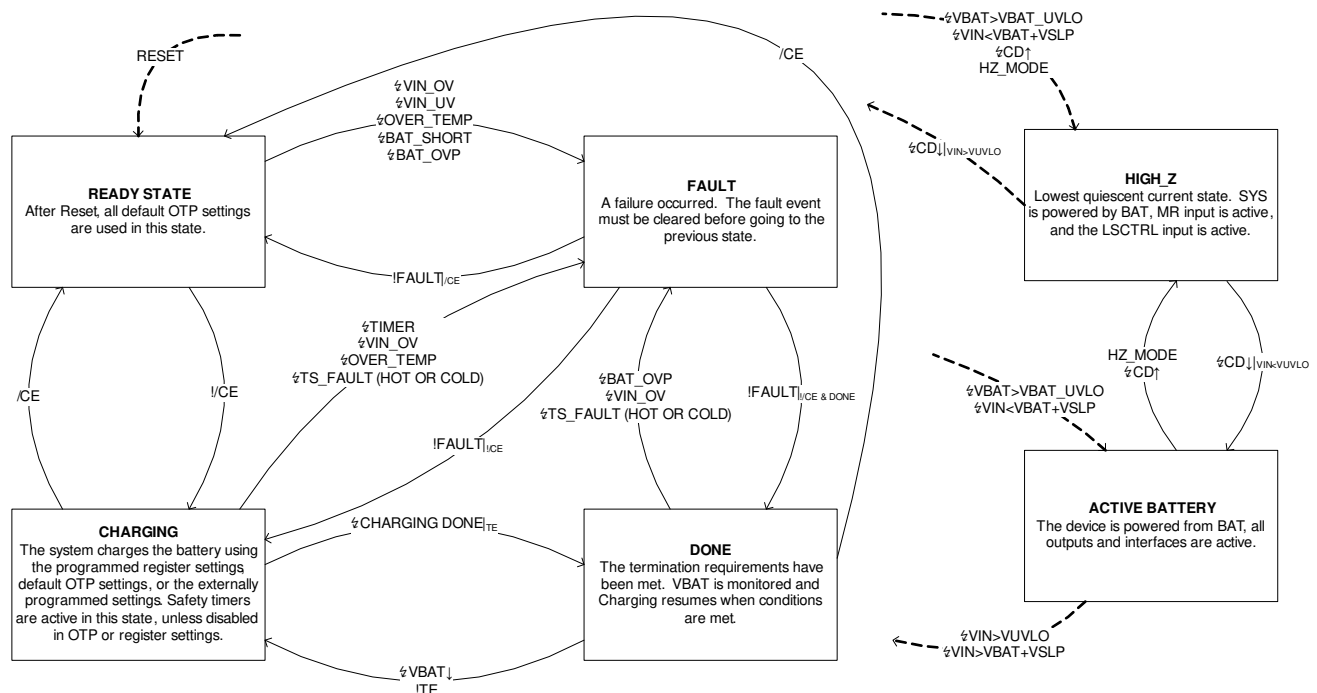 RESET
/CE
↯VIN_OV
↯VIN_UV
↯OVER_TEMP
↯BAT_SHORT
↯BAT_OVP
↯VBAT>VBAT_UVLO
↯VIN<VBAT+VSLP
↯CD↑
HZ_MODE
↯CD↓|VIN>VUVLO
READY STATE
After Reset, all default OTP settings
are used in this state.
FAULT
A failure occurred. The fault event
must be cleared before going to the
previous state.
HIGH_Z
Lowest quiescent current state. SYS
is powered by BAT, MR input is active,
and the LSCTRL input is active.
!FAULT|/CE
/CE
!/CE
↯TIMER
↯VIN_OV
↯OVER_TEMP
↯TS_FAULT (HOT OR COLD)
!FAULT|!/CE
↯BAT_OVP
↯VIN_OV
↯TS_FAULT (HOT OR COLD)
!FAULT|!/CE & DONE
HZ_MODE
↯CD↑
↯CD↓|VIN<VUVLO
↯VBAT>VBAT_UVLO
↯VIN<VBAT+VSLP
CHARGING
The system charges the battery using
the programmed register settings,
default OTP settings, or the externally
programmed settings. Safety timers
are active in this state, unless disabled
in OTP or register settings.
↯CHARGING DONE|TE
DONE
The termination requirements have
been met. VBAT is monitored and
Charging resumes when conditions
are met.
ACTIVE BATTERY
The device is powered from BAT, all
outputs and interfaces are active.
↯VBAT↓
!TE
↯VIN>VUVLO
↯VIN>VBAT+VSLP